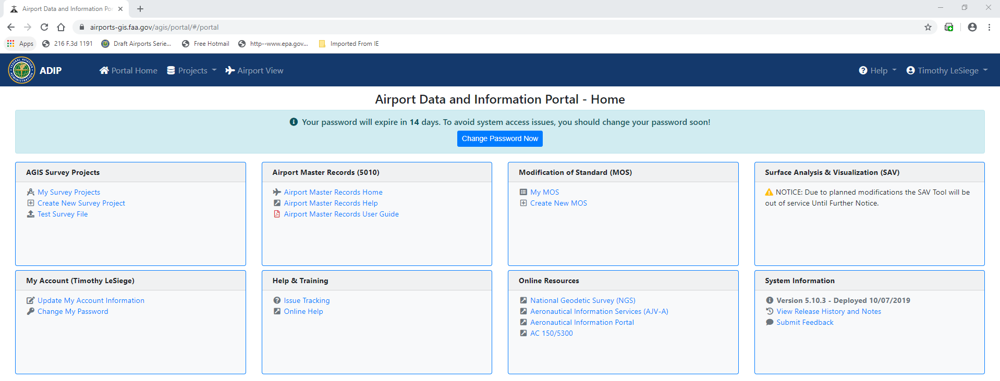 Airport Data and Information Por
airports-gis.faa.gov/agis/portal/#/portal
Apps 216 F.3d 1191 Draft Airports Serie... Free Hotmail http--www.epa.gov... Imported From IE
FEDERAL AVIATION ADMINISTRATION
ADIP Portal Home Projects Airport View Help Timothy LeSiege
Airport Data and Information Portal - Home
Your password will expire in 14 days. To avoid system access issues, you should change your password soon!
Change Password Now
AGIS Survey Projects
My Survey Projects
Create New Survey Project
Test Survey File
Airport Master Records (5010)
Airport Master Records Home
Airport Master Records Help
Airport Master Records User Guide
Modification of Standard (MOS)
My MOS
Create New MOS
Surface Analysis & Visualization (SAV)
NOTICE: Due to planned modifications the SAV Tool will be
out of service Until Further Notice.
My Account (Timothy LeSiege)
Update My Account Information
Change My Password
Help & Training
Issue Tracking
Online Help
Online Resources
National Geodetic Survey (NGS)
Aeronautical Information Services (AJV-A)
Aeronautical Information Portal
AC 150/5300
System Information
Version 5.10.3 - Deployed 10/07/2019
View Release History and Notes
Submit Feedback